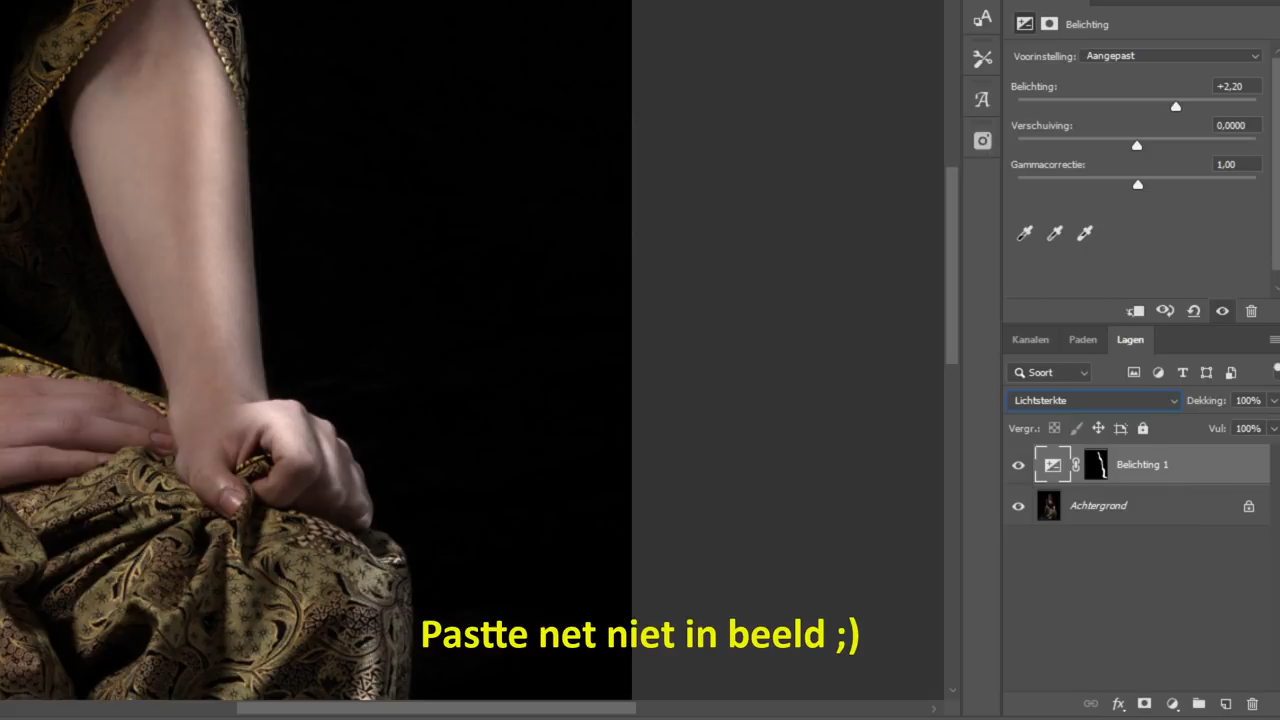 Belichting
Voorinstelling: Aangepast
Belichting: +2,20
Verschuiving: 0,0000
Gammacorrectie: 1,00
Kanalen Paden Lagen
Soort
Lichtsterkte Dekking: 100%
Vergr.: Vul: 100%
Belichting 1
Achtergrond
fx
Pastte net niet in beeld ;)